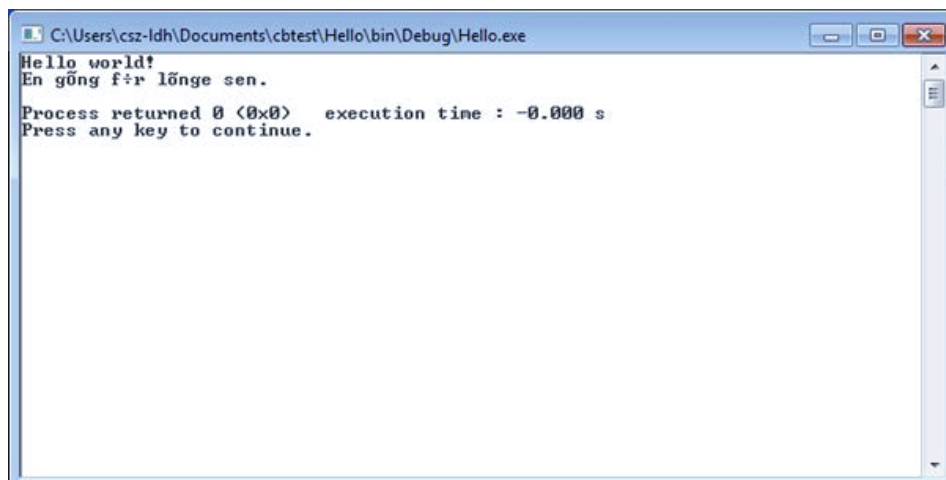 C:\Users\csz-ldh\Documents\cbtest\Hello\bin\Debug\Hello.exe
Hello world!
En gõng f÷r lõnge sen.
Process returned 0 (0x0)   execution time : -0.000 s
Press any key to continue.